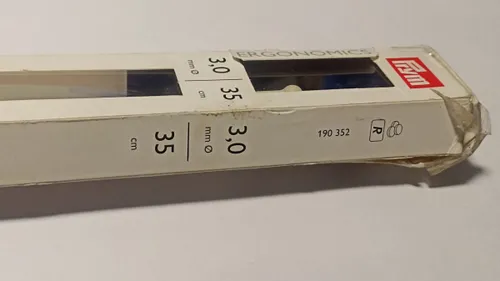 ERGONOMICS
Prym
3,0
mm Ø
35
cm
3,0
mm Ø
35
cm
190 352
R